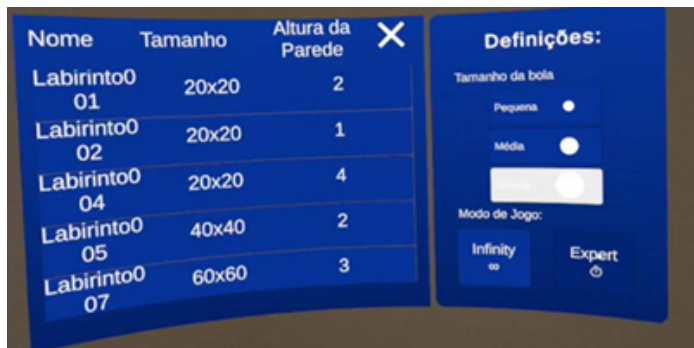 Nome Tamanho Altura da Parede ✕
Labirinto0 01 20x20 2
Labirinto0 02 20x20 1
Labirinto0 04 20x20 4
Labirinto0 05 40x40 2
Labirinto0 07 60x60 3
Definições:
Tamanho da bola
Pequena
Média
Modo de Jogo:
Infinity
∞
Expert